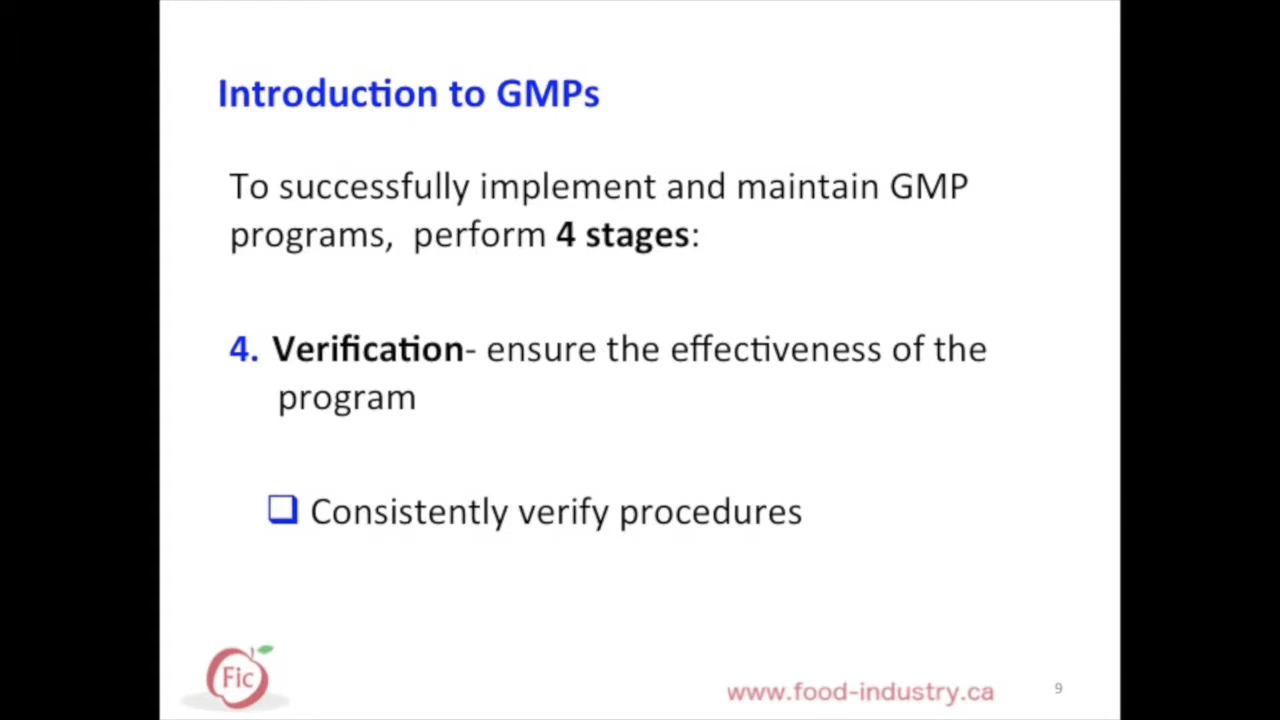 Introduction to GMPs
To successfully implement and maintain GMP
programs,  perform 4 stages:
4. Verification- ensure the effectiveness of the
program
❑ Consistently verify procedures
Fic
www.food-industry.ca
9